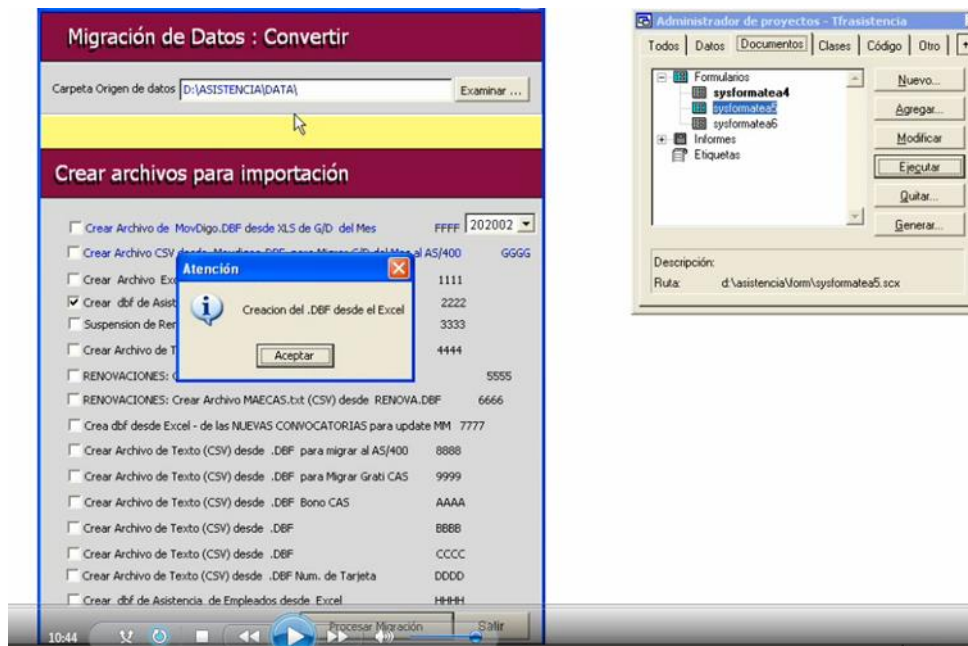 Migración de Datos : Convertir
Carpeta Origen de datos D:\ASISTENCIA\DATA\ Examinar ...
Crear archivos para importación
Crear Archivo de MovDigo.DBF desde XLS de G/D del Mes FFFF 202002
Crear Archivo CSV al AS/400 GGGG
Crear Archivo Exc 1111
Crear dbf de Asist 2222
Suspension de Ren 3333
Crear Archivo de T 4444
RENOVACIONES: 5555
RENOVACIONES: Crear Archivo MAECAS.txt (CSV) desde RENOVA.DBF 6666
Crea dbf desde Excel - de las NUEVAS CONVOCATORIAS para update MM 7777
Crear Archivo de Texto (CSV) desde .DBF para migrar al AS/400 8888
Crear Archivo de Texto (CSV) desde .DBF para Migrar Grati CAS 9999
Crear Archivo de Texto (CSV) desde .DBF Bono CAS AAAA
Crear Archivo de Texto (CSV) desde .DBF BBBB
Crear Archivo de Texto (CSV) desde .DBF CCCC
Crear Archivo de Texto (CSV) desde .DBF Num. de Tarjeta DDDD
Crear dbf de Asistencia de Empleados desde Excel HHHH
Procesar Migración Salir
10:44
Atención
Creacion del .DBF desde el Excel
Aceptar
Administrador de proyectos - Tfrasistencia
Todos Datos Documentos Clases Código Otro
Formularios
sysformatea4
sysformatea5
sysformatea6
Informes
Etiquetas
Nuevo...
Agregar...
Modificar
Ejecutar
Quitar...
Generar...
Descripción:
Ruta: d:\asistencia\form\sysformatea5.scx